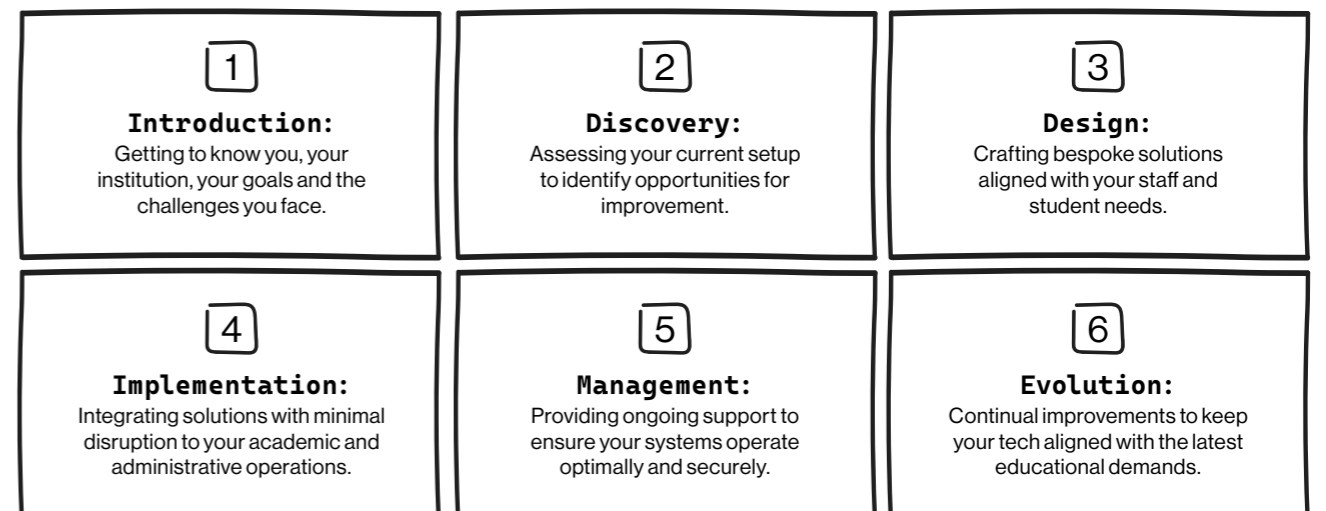 1
Introduction:
Getting to know you, your
institution, your goals and the
challenges you face.
2
Discovery:
Assessing your current setup
to identify opportunities for
improvement.
3
Design:
Crafting bespoke solutions
aligned with your staff and
student needs.
4
Implementation:
Integrating solutions with minimal
disruption to your academic and
administrative operations.
5
Management:
Providing ongoing support to
ensure your systems operate
optimally and securely.
6
Evolution:
Continual improvements to keep
your tech aligned with the latest
educational demands.